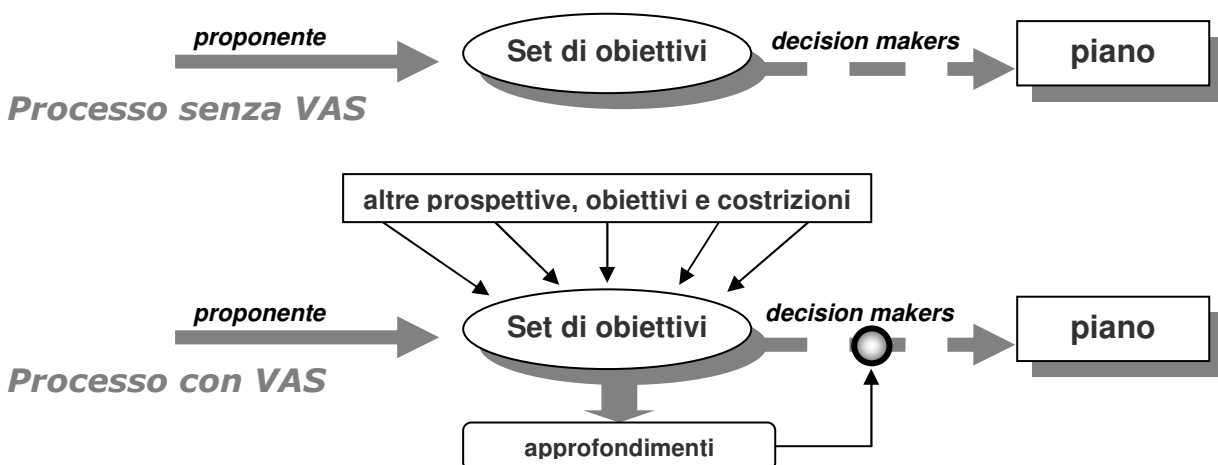 proponente
Set di obiettivi
decision makers
piano
Processo senza VAS
altre prospettive, obiettivi e costrizioni
proponente
Set di obiettivi
decision makers
piano
Processo con VAS
approfondimenti